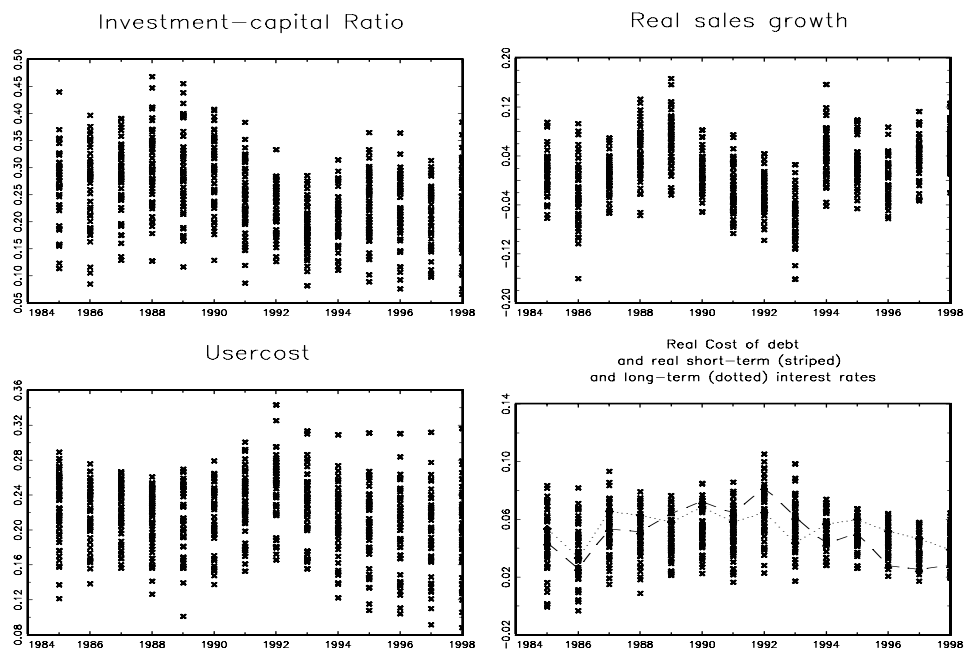 Investment-capital Ratio
0.50
0.45
0.40
0.35
0.30
0.25
0.20
0.15
0.10
0.05
1984 1986 1988 1990 1992 1994 1996 1998
Real sales growth
0.20
0.12
0.04
-0.04
-0.12
-0.20
1984 1986 1988 1990 1992 1994 1996 1998
Usercost
0.36
0.32
0.28
0.24
0.20
0.16
0.12
0.08
1984 1986 1988 1990 1992 1994 1996 1998
Real Cost of debt
and real short-term (striped)
and long-term (dotted) interest rates
0.14
0.10
0.06
0.02
-0.02
1984 1986 1988 1990 1992 1994 1996 1998